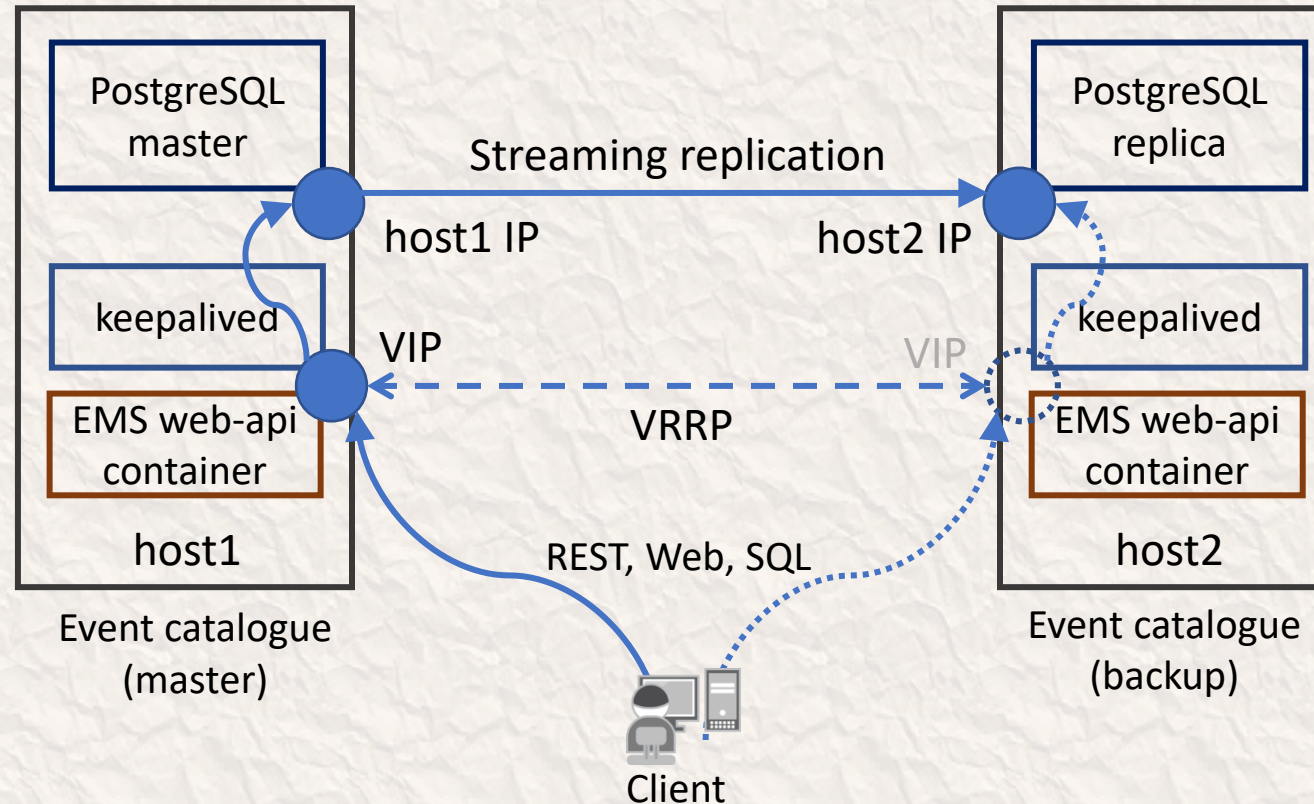 PostgreSQL
master
PostgreSQL
replica
Streaming replication
host1 IP
host2 IP
keepalived
keepalived
VIP
VIP
VRRP
EMS web-api
container
EMS web-api
container
host1
host2
REST, Web, SQL
Event catalogue
(master)
Event catalogue
(backup)
Client